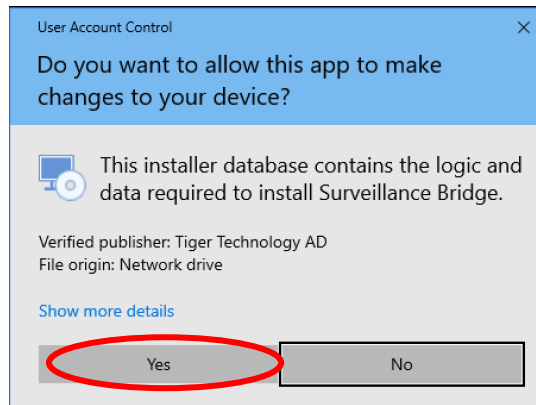 User Account Control
Do you want to allow this app to make
changes to your device?
This installer database contains the logic and
data required to install Surveillance Bridge.
Verified publisher: Tiger Technology AD
File origin: Network drive
Show more details
Yes
No